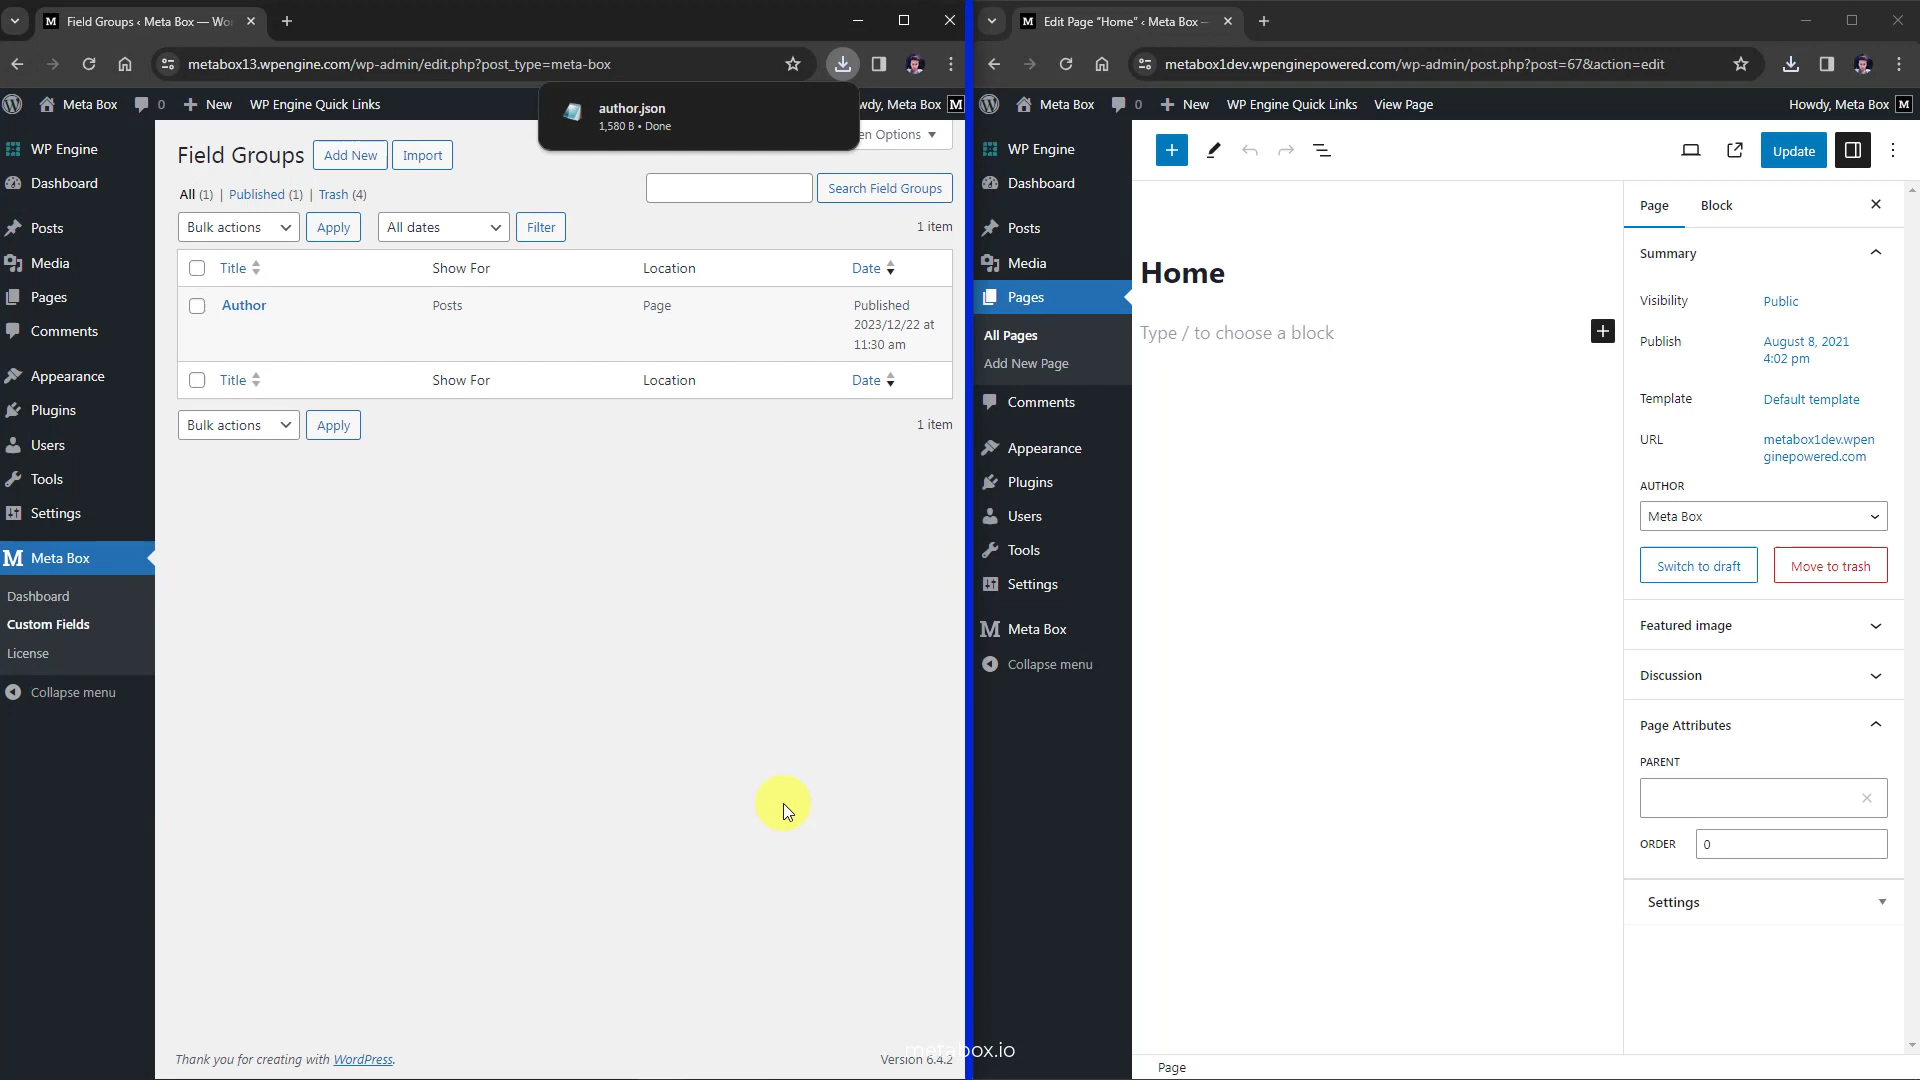 Field Groups ‹ Meta Box — Wo
metabox13.wpengine.com/wp-admin/edit.php?post_type=meta-box
Meta Box
0
New
WP Engine Quick Links
wdy, Meta Box
author.json
1,580 B • Done
en Options
WP Engine
Dashboard
Posts
Media
Pages
Comments
Appearance
Plugins
Users
Tools
Settings
Meta Box
Dashboard
Custom Fields
License
Collapse menu
Field Groups
Add New
Import
All (1) | Published (1) | Trash (4)
Search Field Groups
Bulk actions
Apply
All dates
Filter
1 item
Title
Show For
Location
Date
Author
Posts
Page
Published
2023/12/22 at
11:30 am
Title
Show For
Location
Date
Bulk actions
Apply
1 item
Thank you for creating with WordPress.
Version 6.4.2
metabox.io
Edit Page “Home” ‹ Meta Box —
metabox1dev.wpenginepowered.com/wp-admin/post.php?post=67&action=edit
Meta Box
0
New
WP Engine Quick Links
View Page
Howdy, Meta Box
WP Engine
Dashboard
Posts
Media
Pages
All Pages
Add New Page
Comments
Appearance
Plugins
Users
Tools
Settings
Meta Box
Collapse menu
Update
Home
Type / to choose a block
Page
Block
Summary
Visibility
Public
Publish
August 8, 2021
4:02 pm
Template
Default template
URL
metabox1dev.wpen
ginepowered.com
AUTHOR
Meta Box
Switch to draft
Move to trash
Featured image
Discussion
Page Attributes
PARENT
ORDER
0
Settings
Page